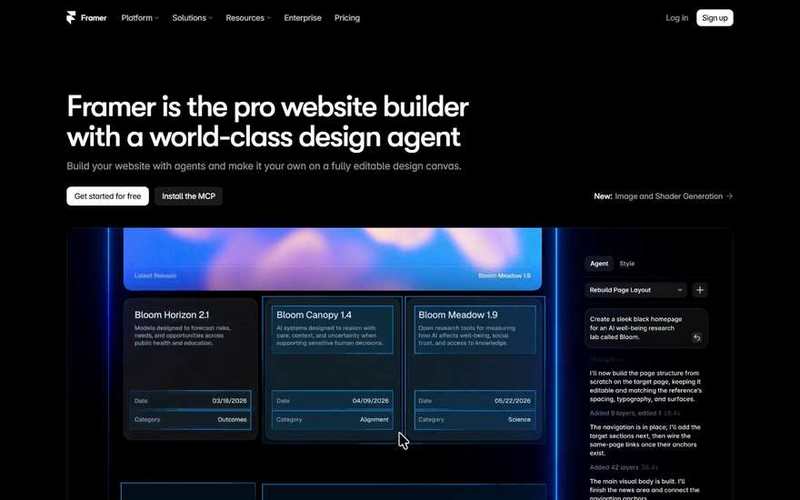 Framer
Platform
Solutions
Resources
Enterprise
Pricing
Log in
Sign up
Framer is the pro website builder
with a world-class design agent
Build your website with agents and make it your own on a fully editable design canvas.
Get started for free
Install the MCP
New: Image and Shader Generation →
Latest Release
Bloom Meadow 1.9
Bloom Horizon 2.1
Models designed to forecast risks,
needs, and opportunities across
public health and education.
Date 03/18/2026
Category Outcomes
Bloom Canopy 1.4
AI systems designed to reason with
care, context, and uncertainty when
supporting sensitive human decisions.
Date 04/09/2026
Category Alignment
Bloom Meadow 1.9
Open research tools for measuring
how AI affects well-being, social
trust, and access to knowledge.
Date 05/22/2026
Category Science
Agent
Style
Rebuild Page Layout
Create a sleek black homepage
for an AI well-being research
lab called Bloom.
I'll now build the page structure from
scratch on the target page, keeping it
editable and matching the reference's
spacing, typography, and surfaces.
Added 9 layers, edited 1
The navigation is in place; I'll add the
target sections next, then wire the
same-page links once their anchors
exist.
Added 42 layers
The main visual body is built. I'll
finish the news area and connect the
navigation anchors